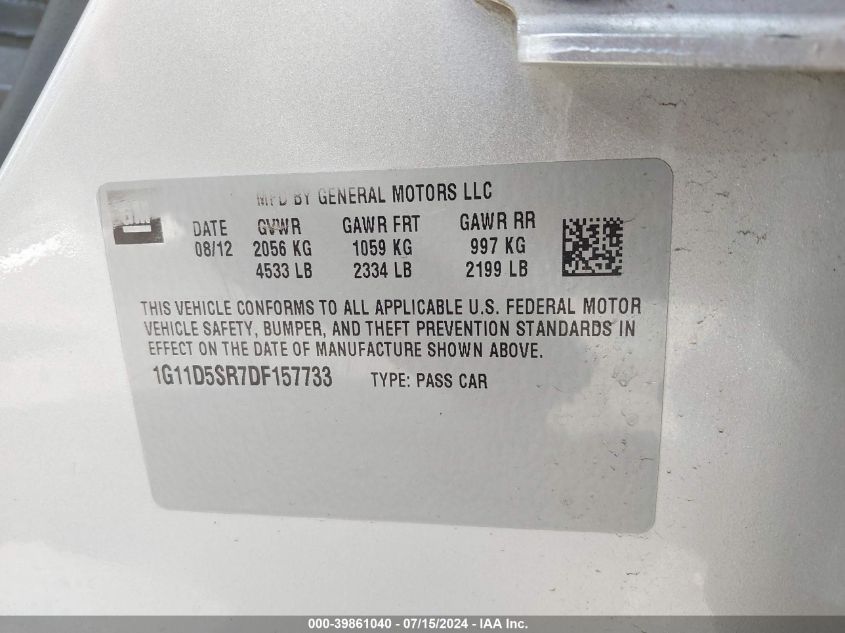 MFD BY GENERAL MOTORS LLC
GM
DATE GVWR GAWR FRT GAWR RR
08/12 2056 KG 1059 KG 997 KG
4533 LB 2334 LB 2199 LB
THIS VEHICLE CONFORMS TO ALL APPLICABLE U.S. FEDERAL MOTOR
VEHICLE SAFETY, BUMPER, AND THEFT PREVENTION STANDARDS IN
EFFECT ON THE DATE OF MANUFACTURE SHOWN ABOVE.
1G11D5SR7DF157733 TYPE: PASS CAR
000-39861040 - 07/15/2024 - IAA Inc.